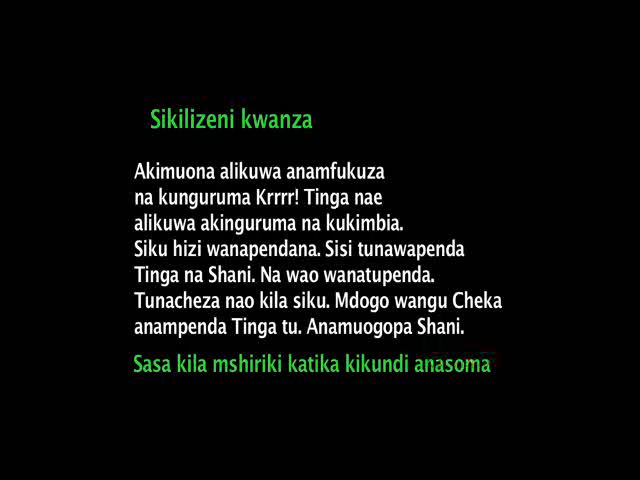 Sikilizeni kwanza
Akimuona alikuwa anamfukuza
na kunguruma Krrrr! Tinga nae
alikuwa akinguruma na kukimbia.
Siku hizi wanapendana. Sisi tunawapenda
Tinga na Shani. Na wao wanatupenda.
Tunacheza nao kila siku. Mdogo wangu Cheka
anampenda Tinga tu. Anamuogopa Shani.
Sasa kila mshiriki katika kikundi anasoma